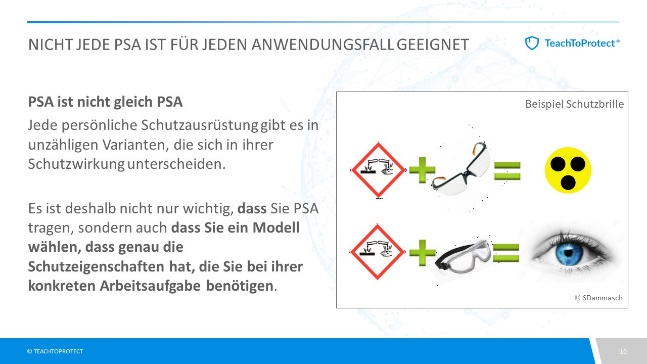 NICHT JEDE PSA IST FÜR JEDEN ANWENDUNGSFALL GEEIGNET
TeachToProtect®
PSA ist nicht gleich PSA
Jede persönliche Schutzausrüstung gibt es in
unzähligen Varianten, die sich in ihrer
Schutzwirkung unterscheiden.
Es ist deshalb nicht nur wichtig, dass Sie PSA
tragen, sondern auch dass Sie ein Modell
wählen, dass genau die
Schutzeigenschaften hat, die Sie bei ihrer
konkreten Arbeitsaufgabe benötigen.
Beispiel Schutzbrille
© SDammasch
© TEACHTOPROTECT
10